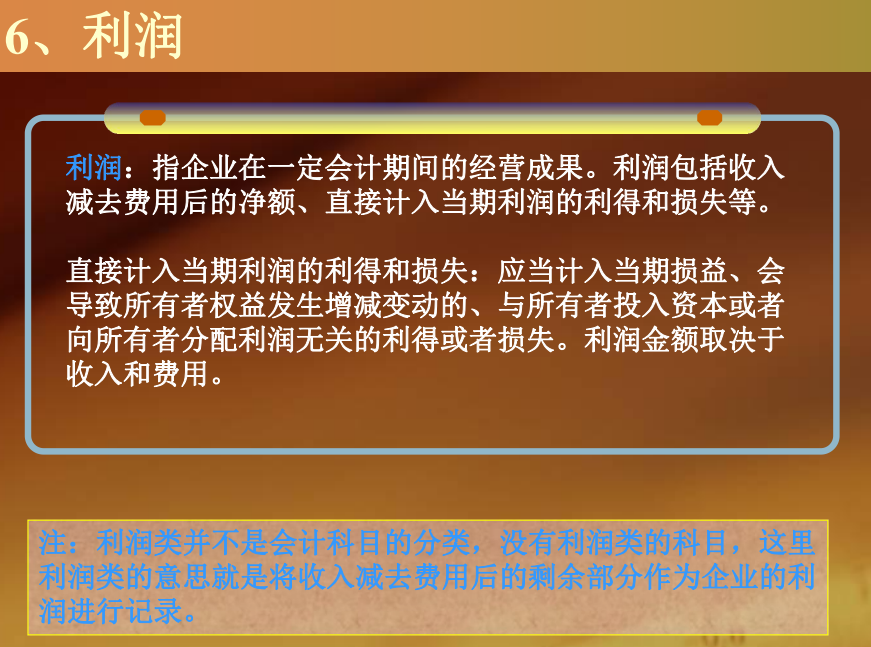 6、利润
利润：指企业在一定会计期间的经营成果。利润包括收入
减去费用后的净额、直接计入当期利润的利得和损失等。
直接计入当期利润的利得和损失：应当计入当期损益、会
导致所有者权益发生增减变动的、与所有者投入资本或者
向所有者分配利润无关的利得或者损失。利润金额取决于
收入和费用。
注：利润类并不是会计科目的分类，没有利润类的科目，这里
利润类的意思就是将收入减去费用后的剩余部分作为企业的利
润进行记录。